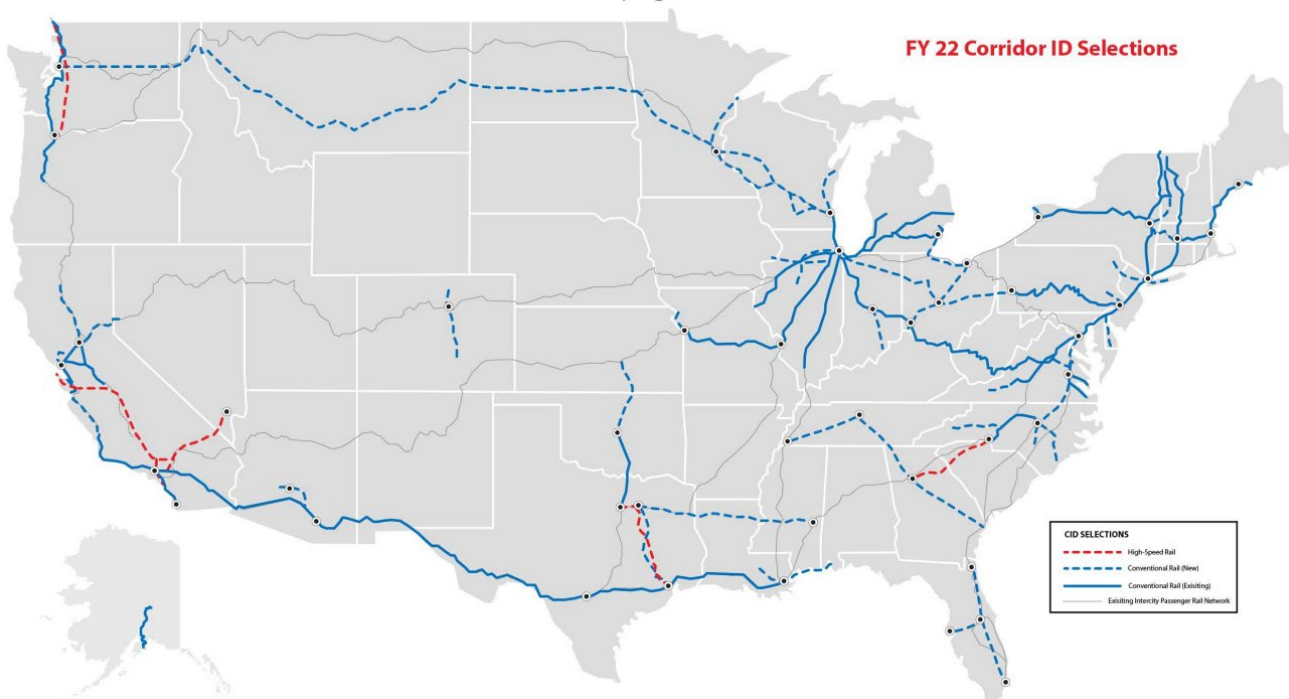 FY 22 Corridor ID Selections
CID SELECTIONS
High-Speed Rail
Conventional Rail (New)
Conventional Rail (Exisiting)
Exisiting Intercity Passenger Rail Network